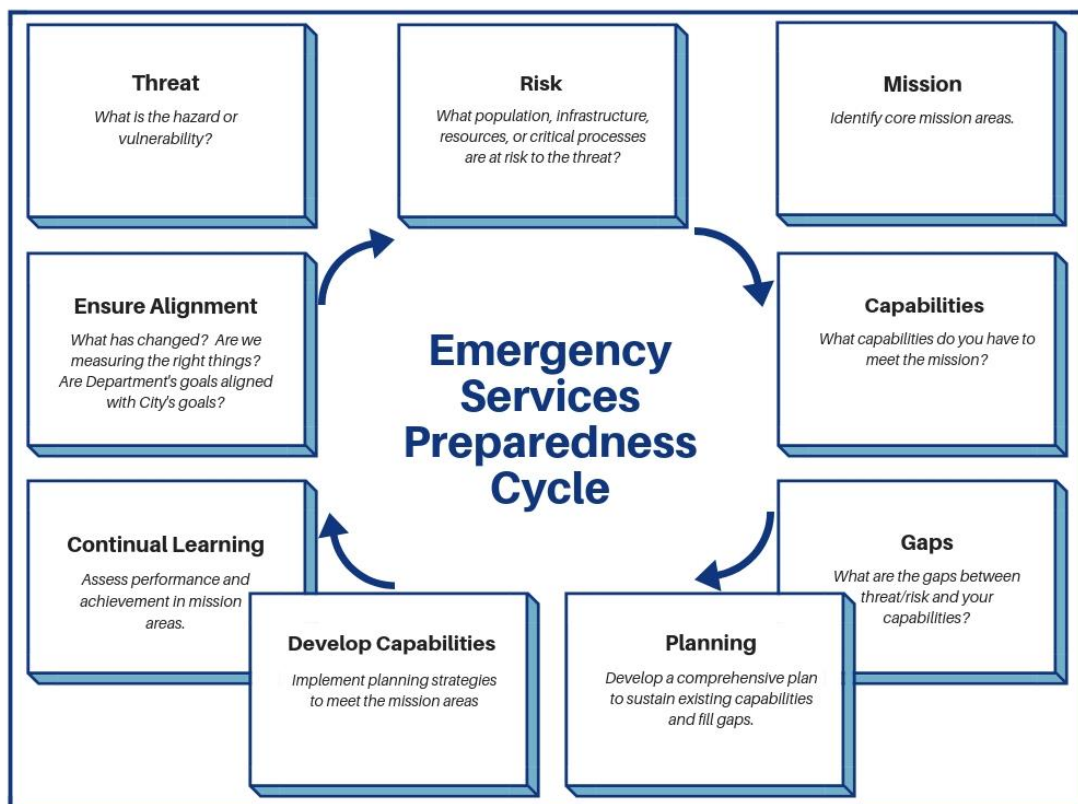 Threat
What is the hazard or
vulnerability?
Risk
What population, infrastructure,
resources, or critical processes
are at risk to the threat?
Mission
Identify core mission areas.
Ensure Alignment
What has changed? Are we
measuring the right things?
Are Department's goals aligned
with City's goals?
Emergency
Services
Preparedness
Cycle
Capabilities
What capabilities do you have to
meet the mission?
Continual Learning
Assess performance and
achievement in mission
areas.
Gaps
What are the gaps between
threat/risk and your
capabilities?
Develop Capabilities
Implement planning strategies
to meet the mission areas
Planning
Develop a comprehensive plan
to sustain existing capabilities
and fill gaps.